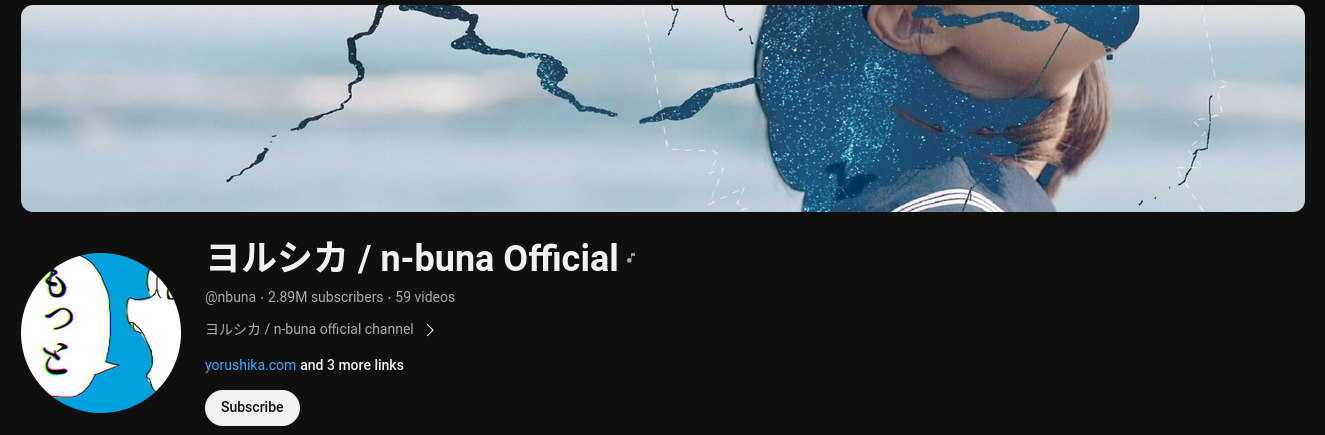 もっと
ヨルシカ / n-buna Official
@nbuna · 2.89M subscribers · 59 videos
ヨルシカ / n-buna official channel
yorushika.com and 3 more links
Subscribe